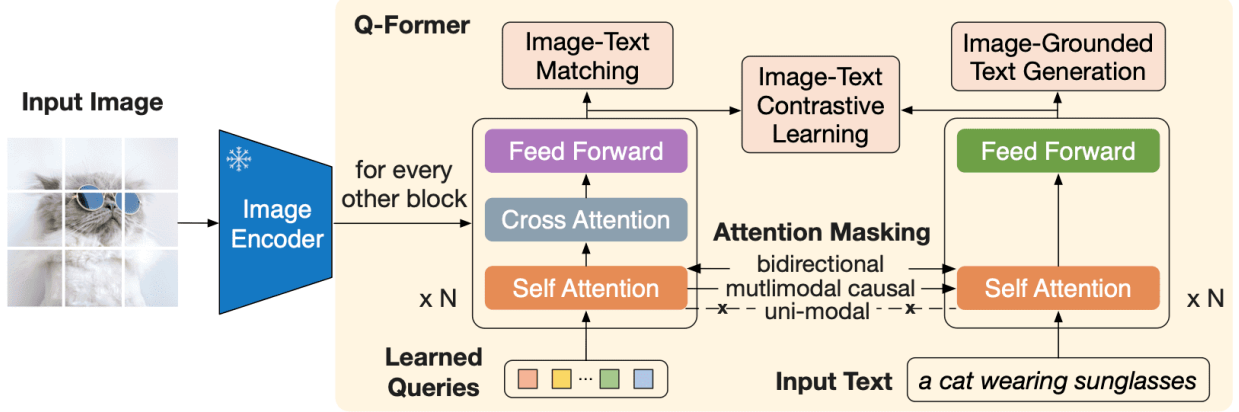 Q-Former
Input Image
Image
Encoder
for every
other block
Image-Text
Matching
Image-Text
Contrastive
Learning
Image-Grounded
Text Generation
Feed Forward
Cross Attention
Self Attention
x N
Attention Masking
bidirectional
mutlimodal causal
x uni-modal x
Feed Forward
Self Attention
x N
Learned
Queries
...
Input Text
a cat wearing sunglasses